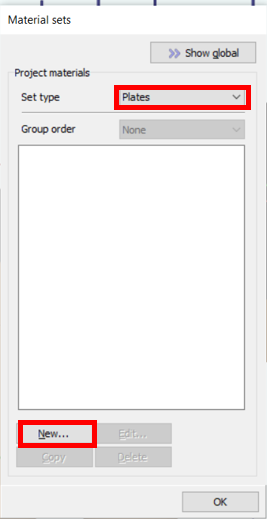 Material sets
Show global
Project materials
Set type Plates
Group order None
New... Edit...
Copy Delete
OK